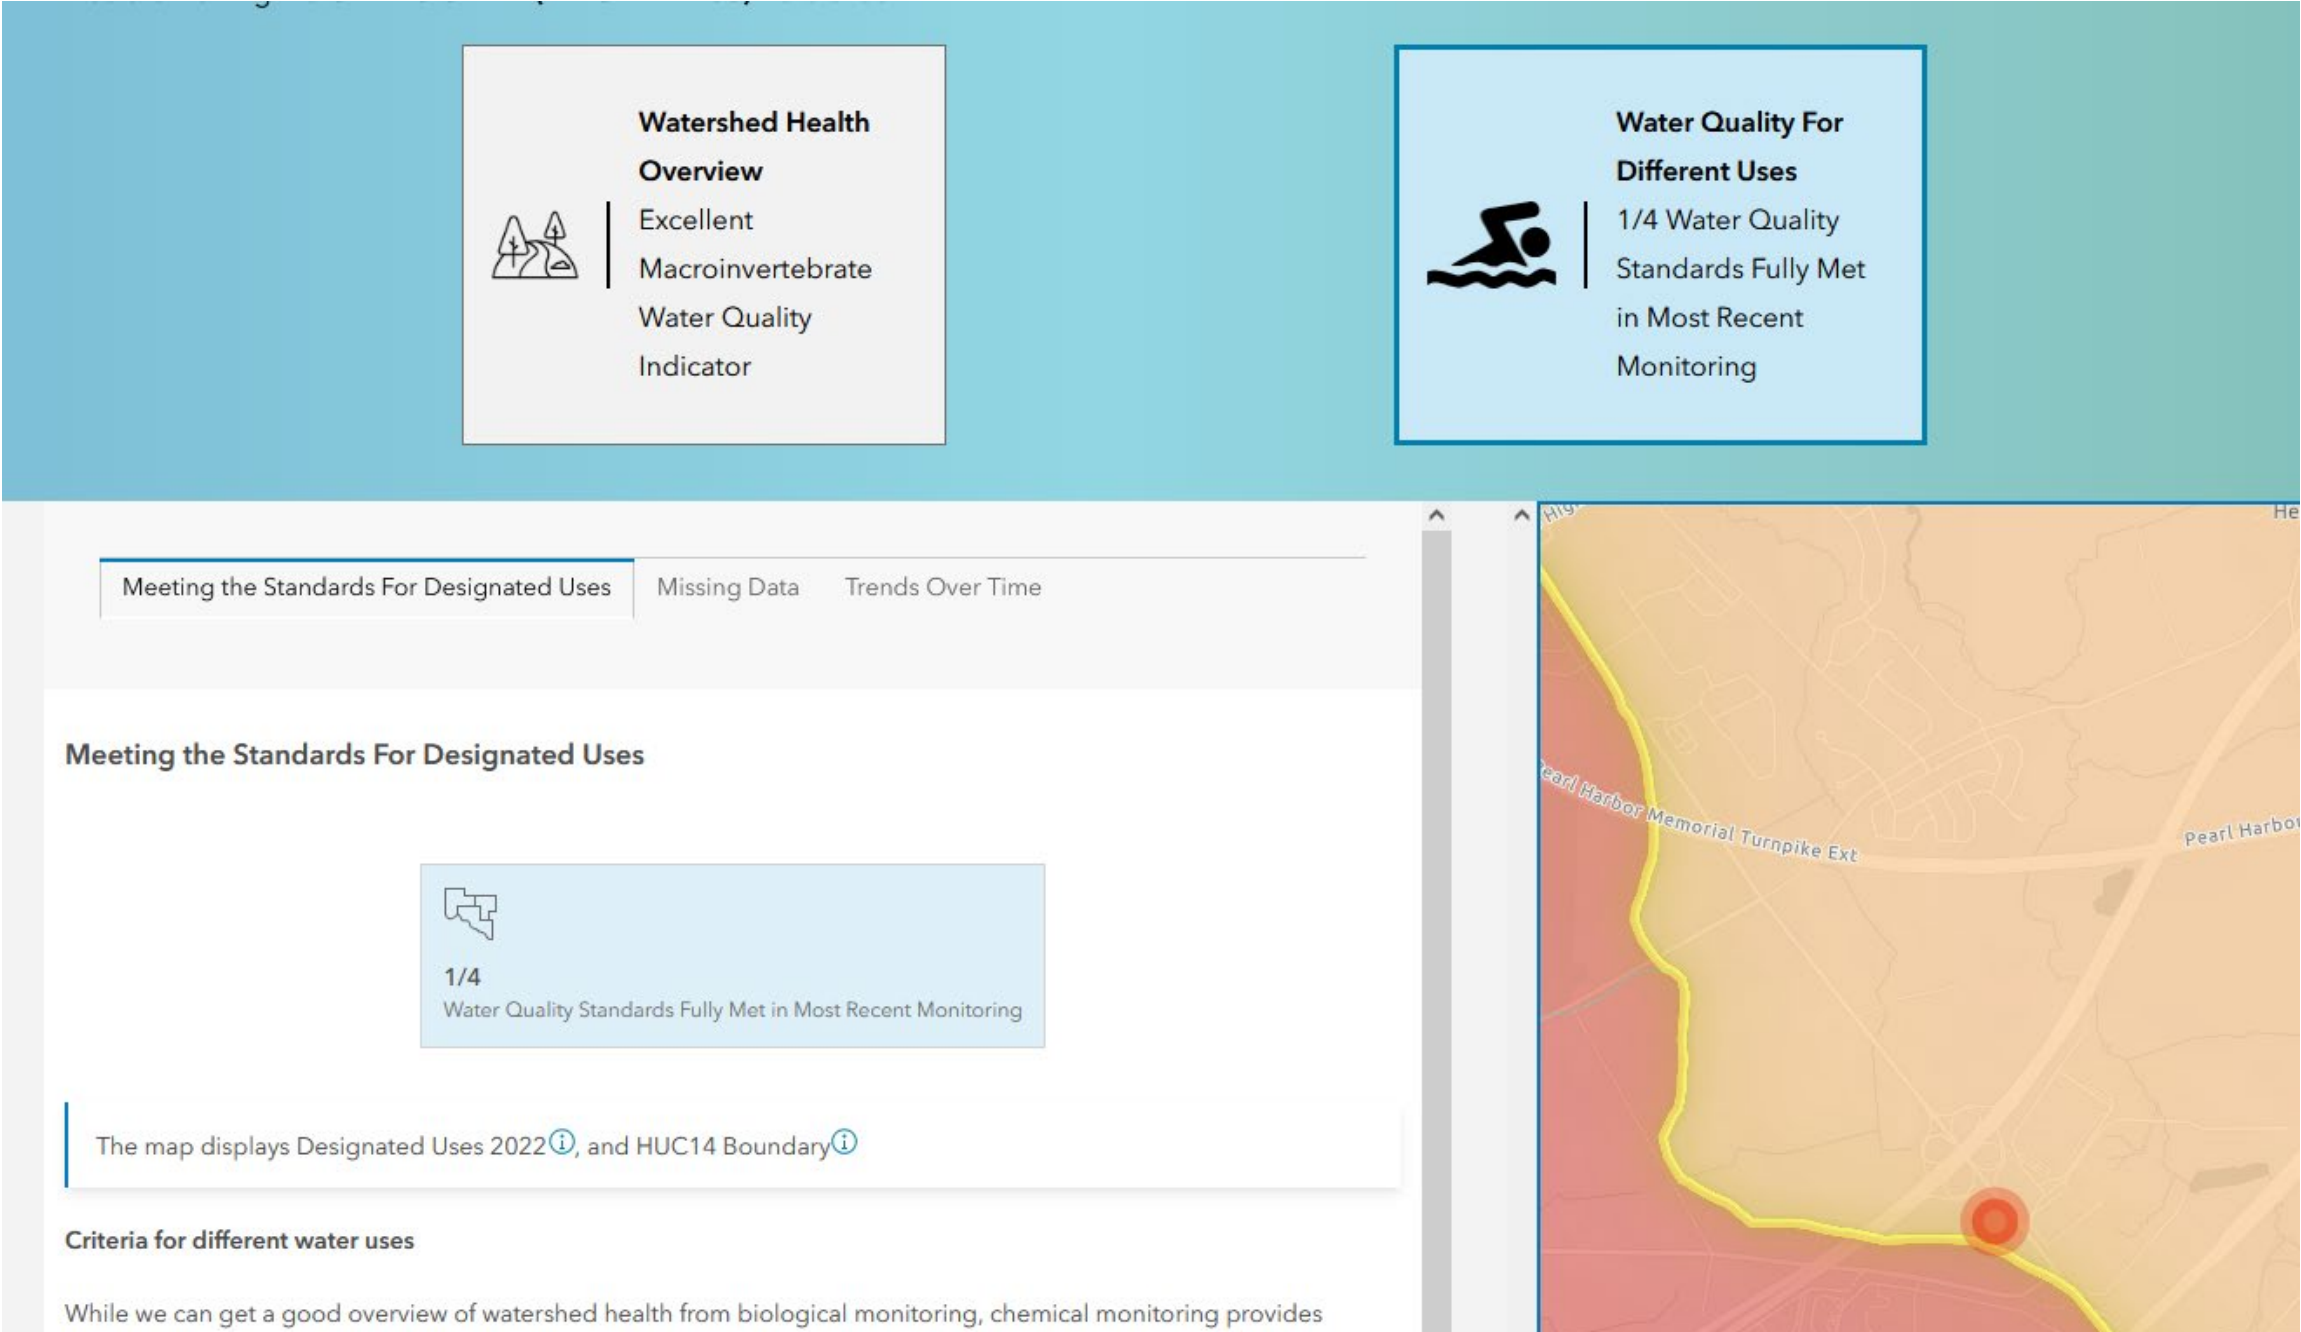 Watershed Health
Overview
Excellent
Macroinvertebrate
Water Quality
Indicator
Water Quality For
Different Uses
1/4 Water Quality
Standards Fully Met
in Most Recent
Monitoring
Meeting the Standards For Designated Uses
Missing Data
Trends Over Time
Meeting the Standards For Designated Uses
1/4
Water Quality Standards Fully Met in Most Recent Monitoring
The map displays Designated Uses 2022, and HUC14 Boundary
Criteria for different water uses
While we can get a good overview of watershed health from biological monitoring, chemical monitoring provides
High
He
Pearl Harbor Memorial Turnpike Ext
Pearl Harbor